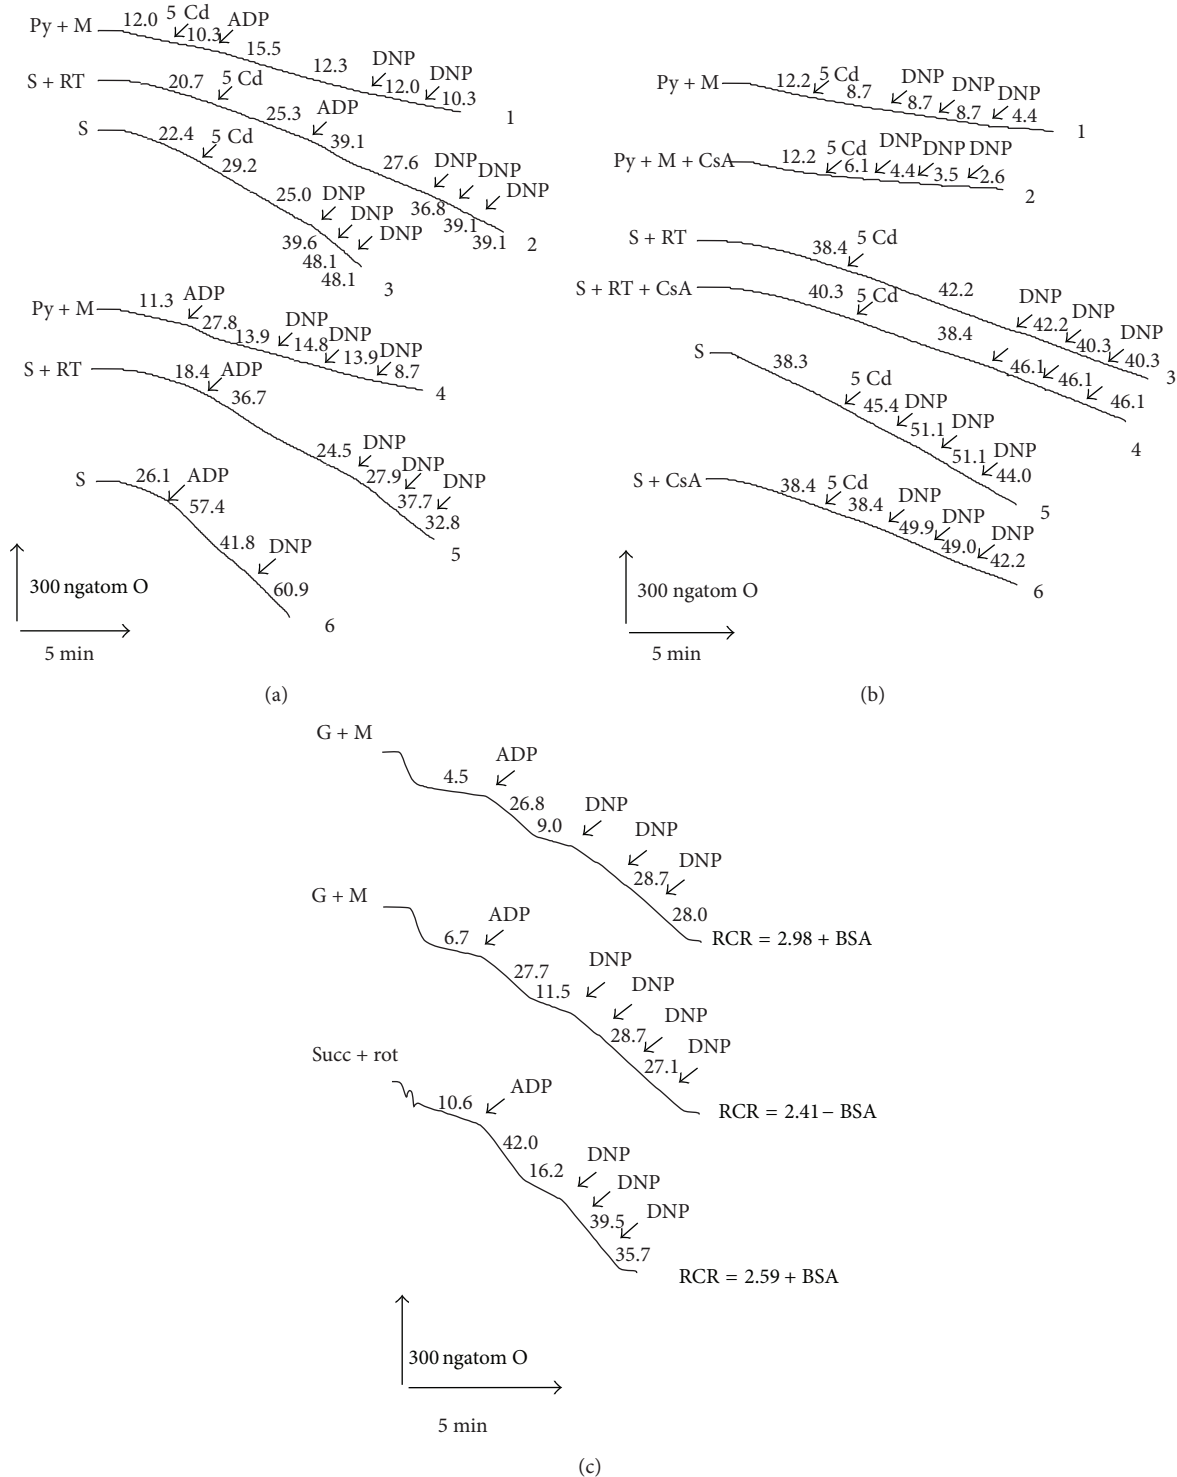 Py + M 12.0 5 Cd 10.3 ADP 15.5 12.3 DNP 12.0 DNP 10.3 1
S + RT 20.7 5 Cd 25.3 ADP 39.1 27.6 DNP 36.8 DNP 39.1 DNP 39.1 2
S 22.4 5 Cd 29.2 25.0 DNP 39.6 DNP 48.1 DNP 48.1 3
Py + M 11.3 ADP 27.8 13.9 DNP 14.8 DNP 13.9 DNP 8.7 4
S + RT 18.4 ADP 36.7 24.5 DNP 27.9 DNP 37.7 DNP 32.8 5
S 26.1 ADP 57.4 41.8 DNP 60.9 6
300 ngatom O
5 min
(a)
Py + M 12.2 5 Cd 8.7 DNP 8.7 DNP 8.7 DNP 4.4 1
Py + M + CsA 12.2 5 Cd 6.1 DNP 4.4 DNP 3.5 DNP 2.6 2
S + RT 38.4 5 Cd 42.2 DNP 42.2 DNP 40.3 DNP 40.3 3
S + RT + CsA 40.3 5 Cd 38.4 46.1 46.1 46.1 4
S 38.3 5 Cd 45.4 DNP 51.1 DNP 51.1 DNP 44.0 5
S + CsA 38.4 5 Cd 38.4 DNP 49.9 DNP 49.0 DNP 42.2 6
300 ngatom O
5 min
(b)
G + M 4.5 ADP 26.8 9.0 DNP DNP 28.7 DNP 28.0 RCR = 2.98 + BSA
G + M 6.7 ADP 27.7 11.5 DNP DNP 28.7 DNP 27.1 DNP RCR = 2.41 − BSA
Succ + rot 10.6 ADP 42.0 16.2 DNP DNP 39.5 DNP 35.7 RCR = 2.59 + BSA
300 ngatom O
5 min
(c)